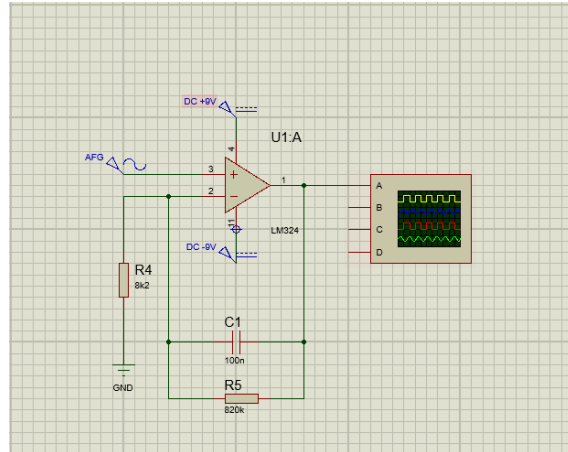 DC +9V
U1:A
AFG
4
3
2
1
11
LM324
DC -9V
A
B
C
D
R4
8k2
C1
100n
GND
R5
820k